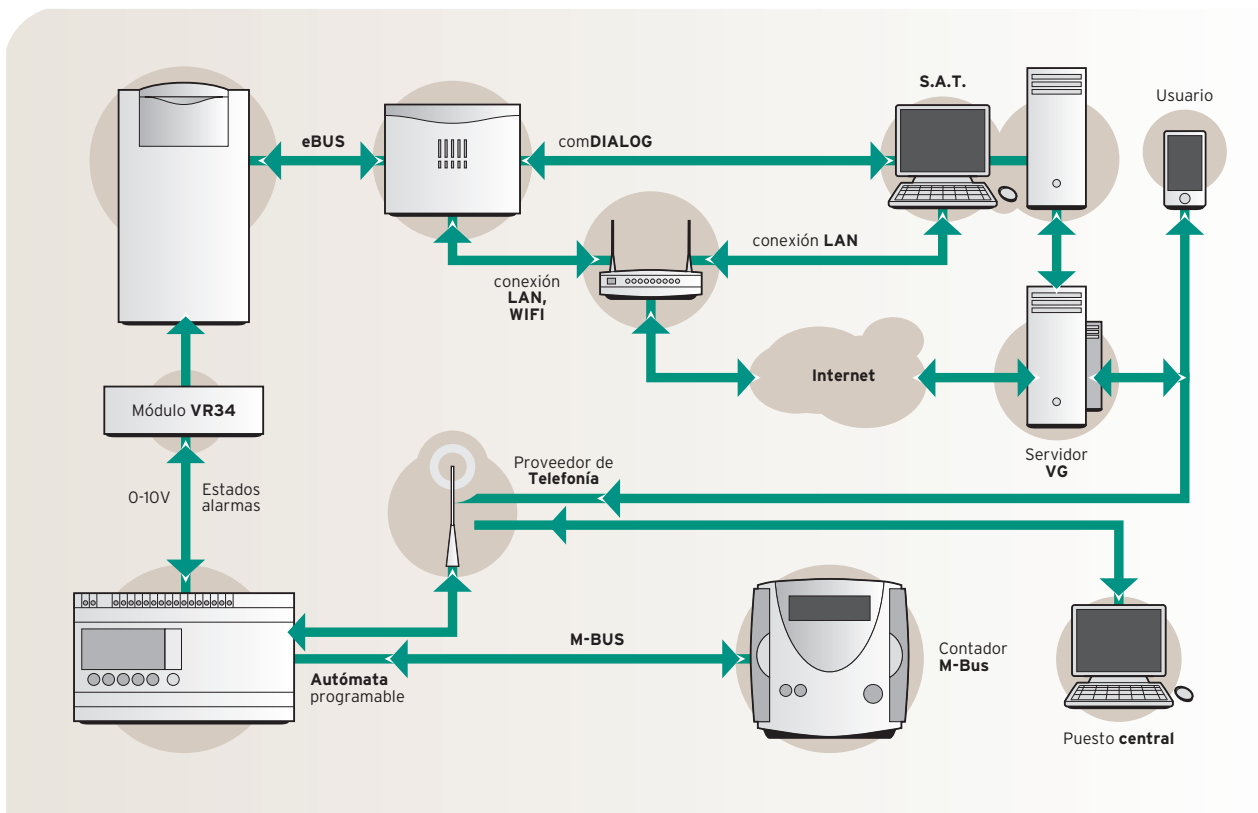 S.A.T.
Usuario
eBUS
comDIALOG
conexión LAN
conexión
LAN,
WIFI
Internet
Módulo VR34
Servidor
VG
Proveedor de
Telefonía
0-10V
Estados
alarmas
M-BUS
Autómata
programable
Contador
M-Bus
Puesto central